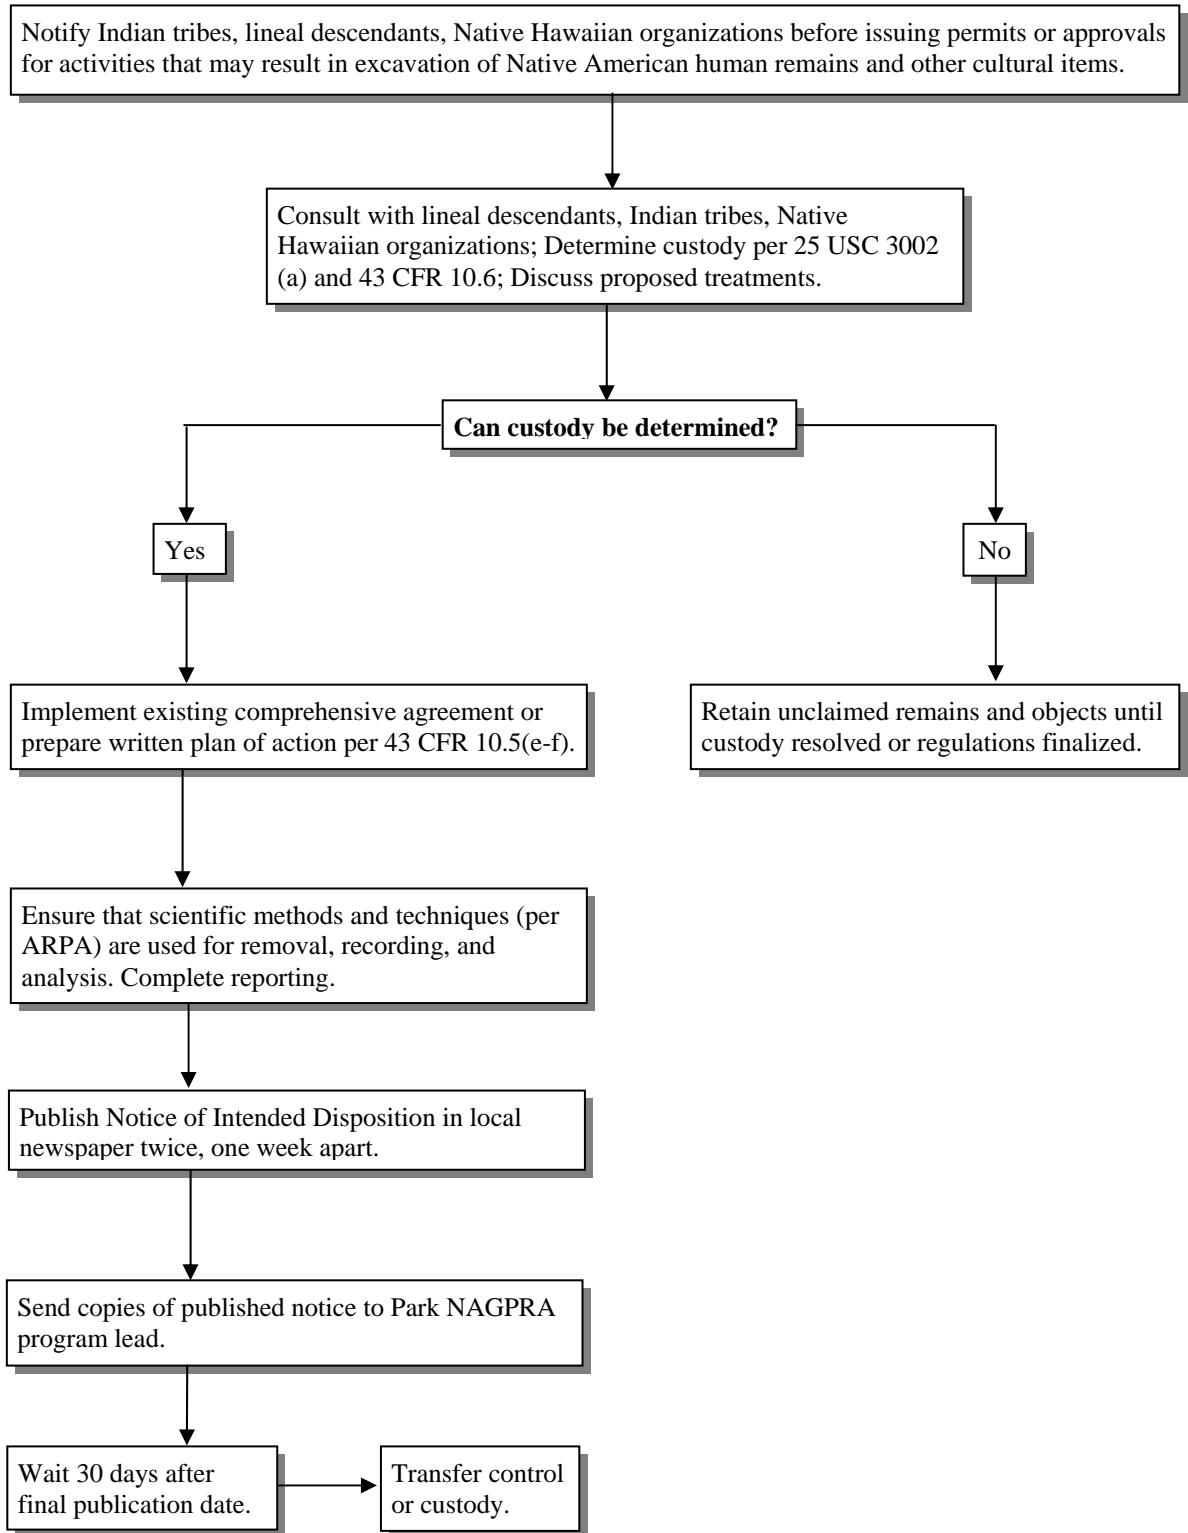 Notify Indian tribes, lineal descendants, Native Hawaiian organizations before issuing permits or approvals
for activities that may result in excavation of Native American human remains and other cultural items.
Consult with lineal descendants, Indian tribes, Native
Hawaiian organizations; Determine custody per 25 USC 3002
(a) and 43 CFR 10.6; Discuss proposed treatments.
Can custody be determined?
Yes
No
Implement existing comprehensive agreement or
prepare written plan of action per 43 CFR 10.5(e-f).
Retain unclaimed remains and objects until
custody resolved or regulations finalized.
Ensure that scientific methods and techniques (per
ARPA) are used for removal, recording, and
analysis. Complete reporting.
Publish Notice of Intended Disposition in local
newspaper twice, one week apart.
Send copies of published notice to Park NAGPRA
program lead.
Wait 30 days after
final publication date.
Transfer control
or custody.